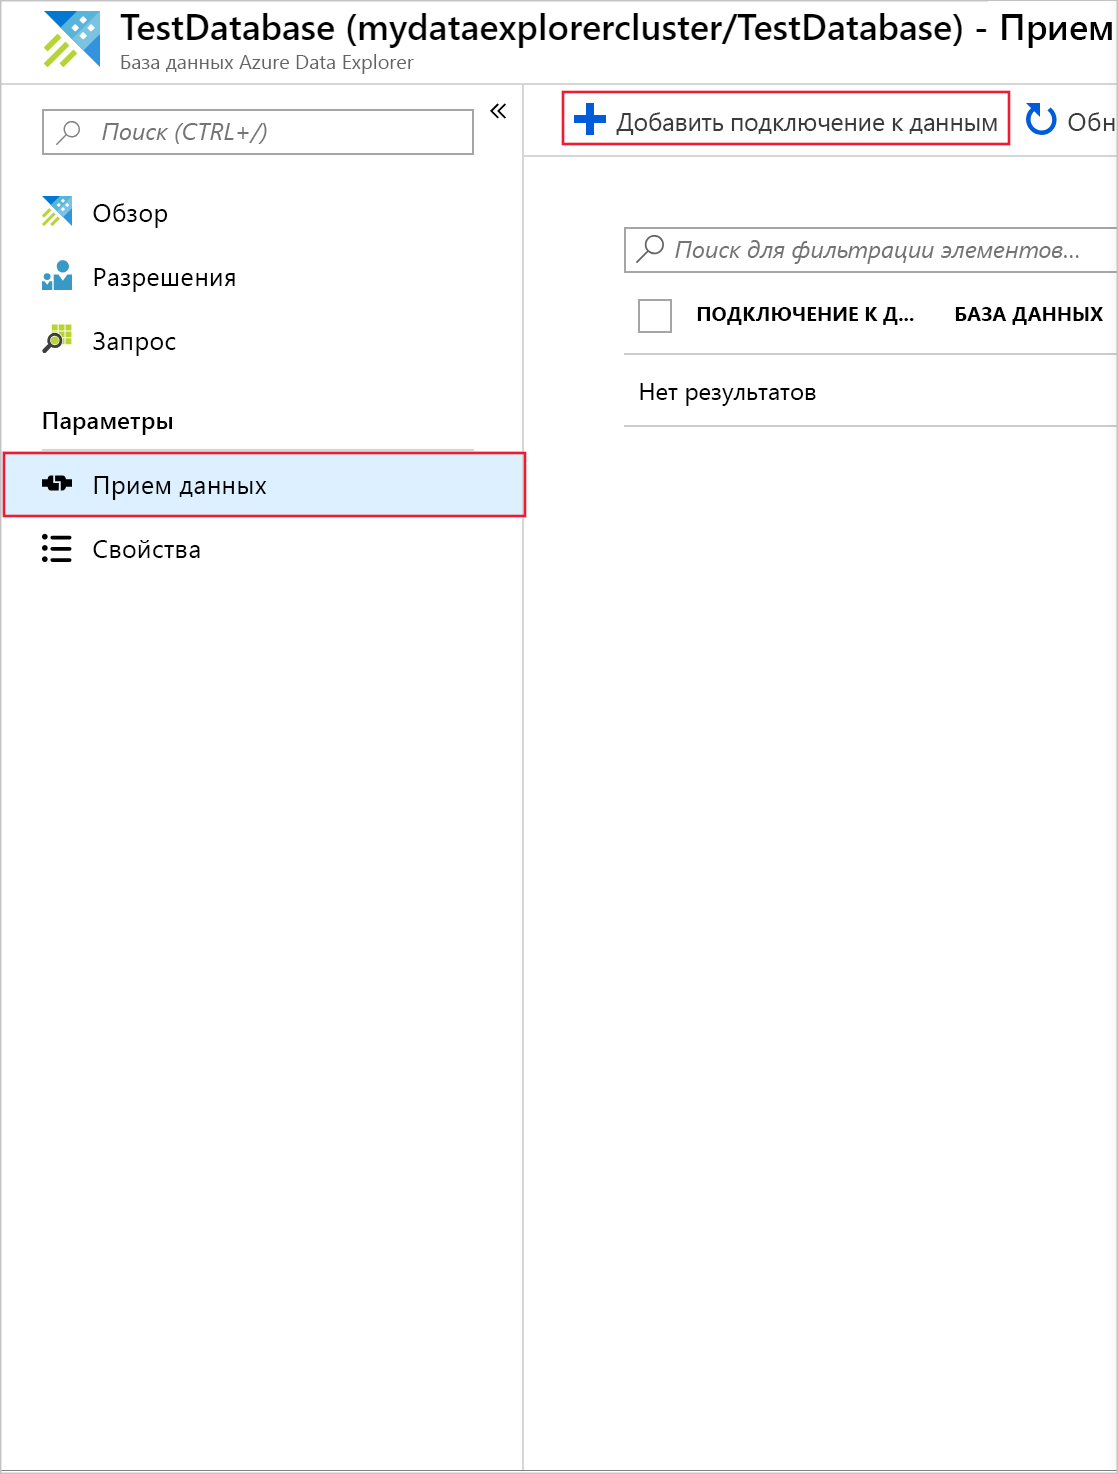 TestDatabase (mydataexplorercluster/TestDatabase) - Прием
База данных Azure Data Explorer
Поиск (CTRL+/)
Обзор
Разрешения
Запрос
Параметры
Прием данных
Свойства
Добавить подключение к данным
Обн
Поиск для фильтрации элементов...
ПОДКЛЮЧЕНИЕ К Д... БАЗА ДАННЫХ
Нет результатов